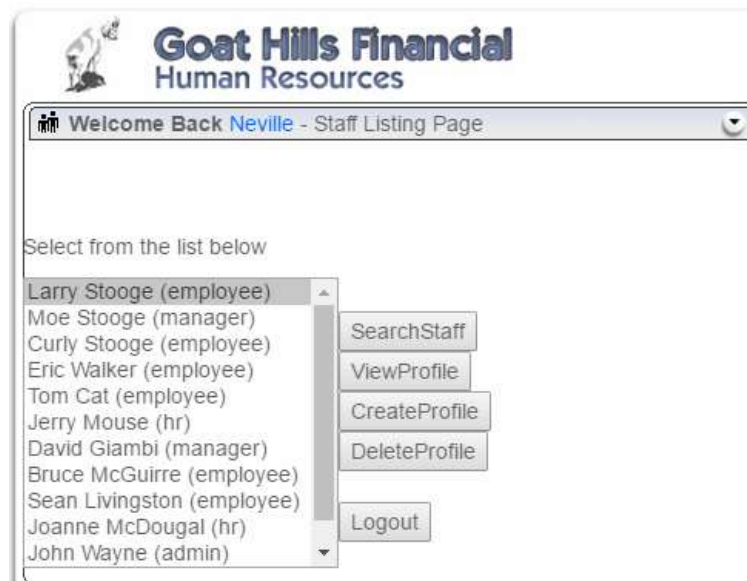 Goat Hills Financial
Human Resources
Welcome Back Neville - Staff Listing Page
Select from the list below
Larry Stooge (employee)
Moe Stooge (manager)
Curly Stooge (employee)
Eric Walker (employee)
Tom Cat (employee)
Jerry Mouse (hr)
David Giambi (manager)
Bruce McGuirre (employee)
Sean Livingston (employee)
Joanne McDougal (hr)
John Wayne (admin)
SearchStaff
ViewProfile
CreateProfile
DeleteProfile
Logout